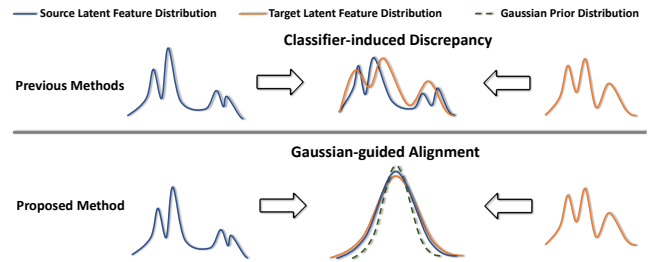 Source Latent Feature Distribution Target Latent Feature Distribution Gaussian Prior Distribution
Classifier-induced Discrepancy
Previous Methods
Gaussian-guided Alignment
Proposed Method